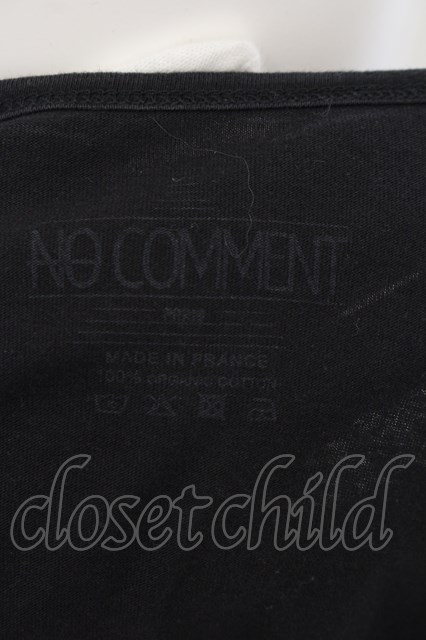 NO COMMENT
PARIS
MADE IN FRANCE
100% ORGANIC COTTON
closet child